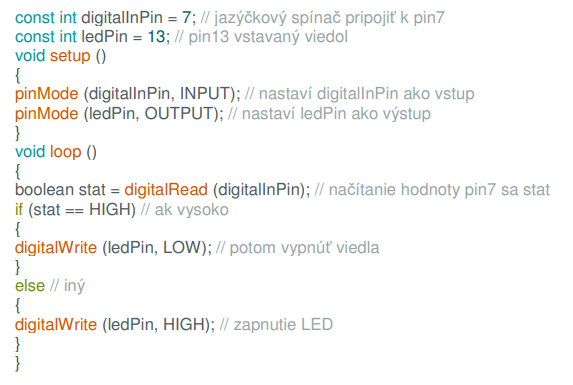 const int digitalInPin = 7; // jazýčkový spínač pripojiť k pin7
const int ledPin = 13; // pin13 vstavaný viedol
void setup ()
{
pinMode (digitalInPin, INPUT); // nastaví digitalInPin ako vstup
pinMode (ledPin, OUTPUT); // nastaví ledPin ako výstup
}
void loop ()
{
boolean stat = digitalRead (digitalInPin); // načítanie hodnoty pin7 sa stat
if (stat == HIGH) // ak vysoko
{
digitalWrite (ledPin, LOW); // potom vypnúť viedla
}
else // iný
{
digitalWrite (ledPin, HIGH); // zapnutie LED
}
}